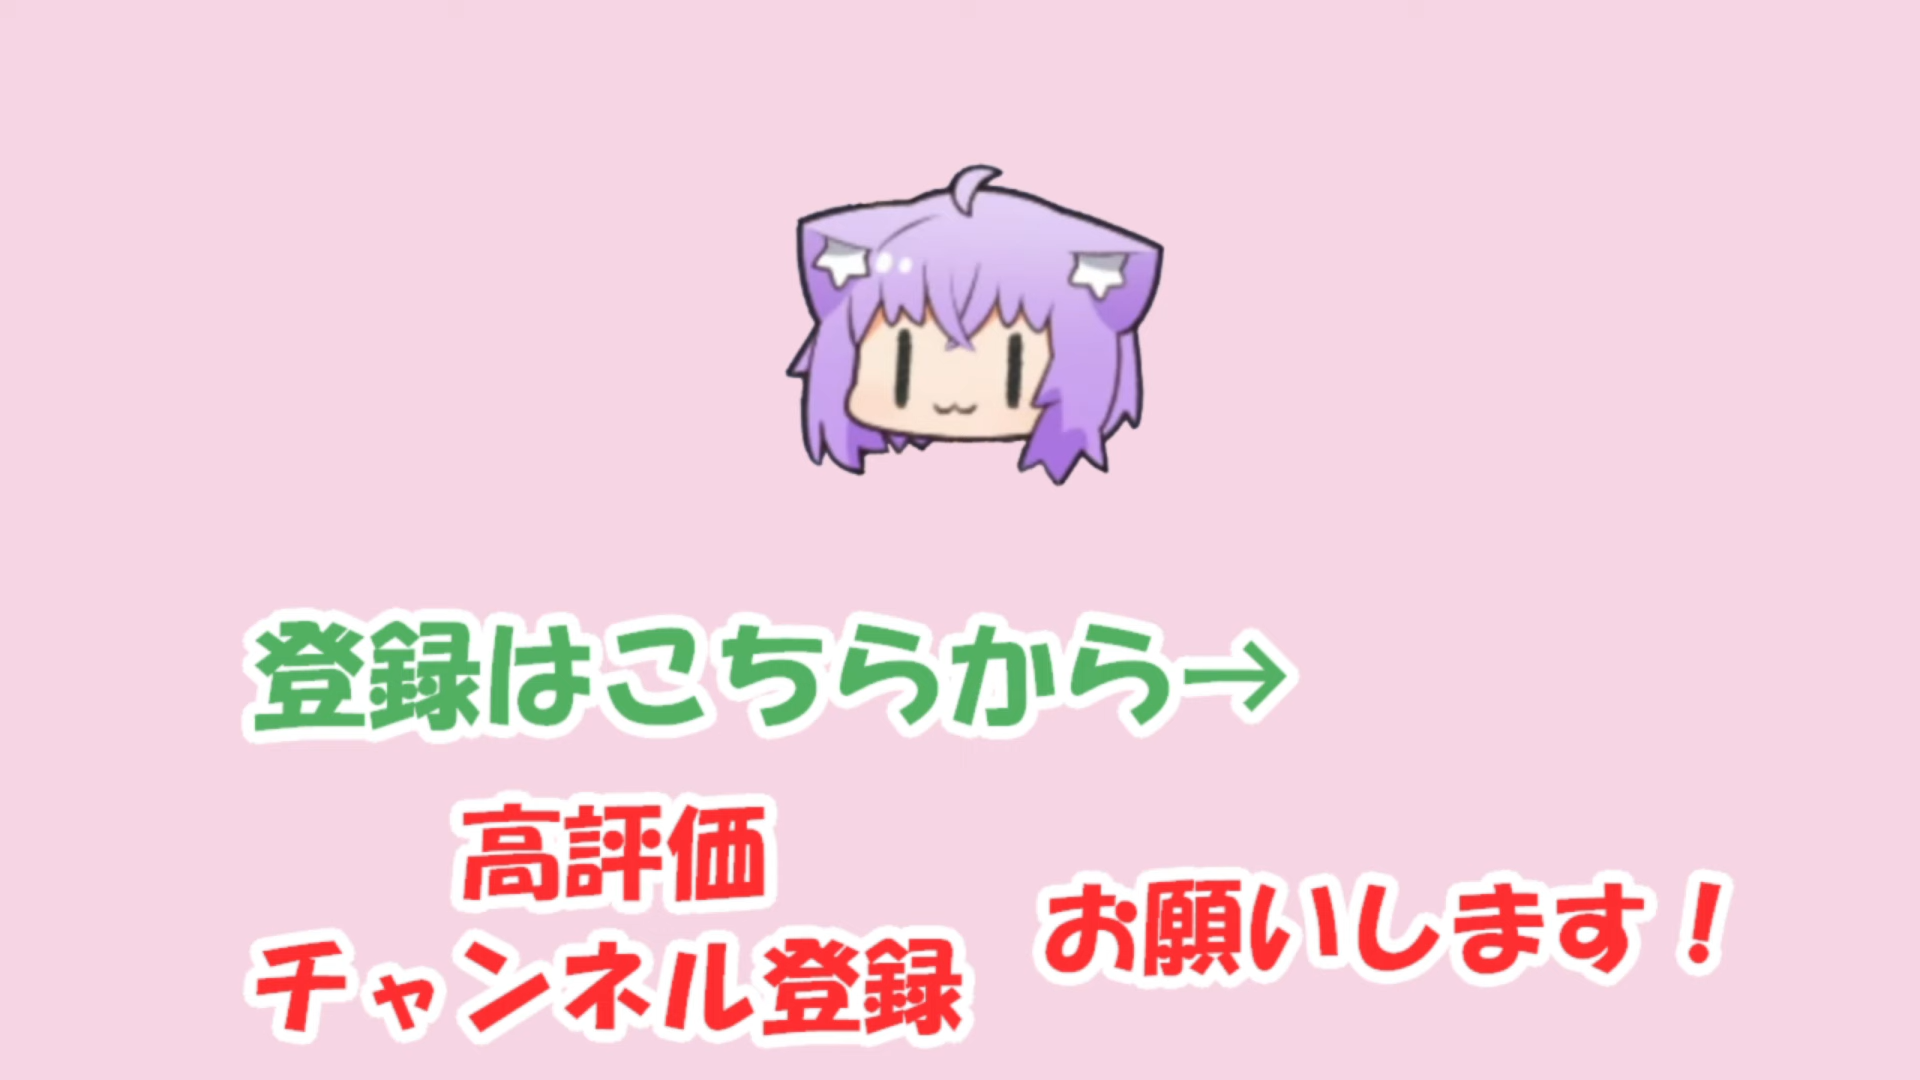 登録はこちらから→
高評価
チャンネル登録
お願いします！